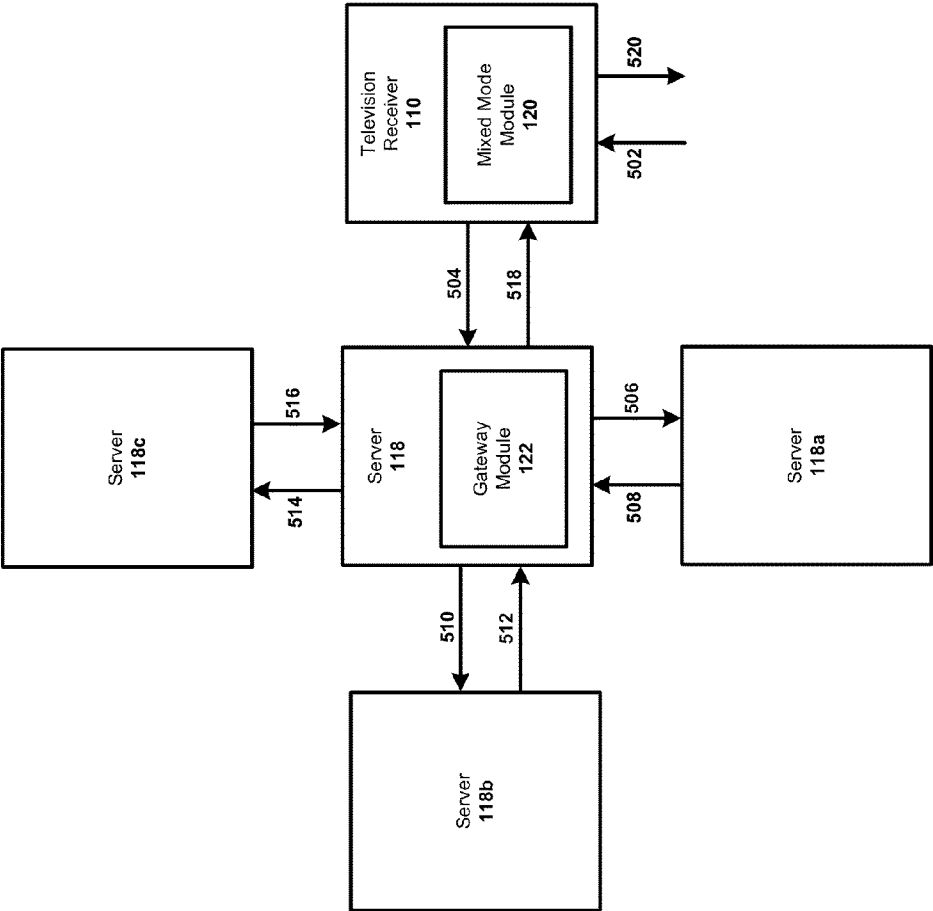 Television
Receiver
110
Mixed Mode
Module
120
520
502
504
518
Server
118c
516
514
Server
118
Gateway
Module
122
506
508
Server
118a
510
512
Server
118b